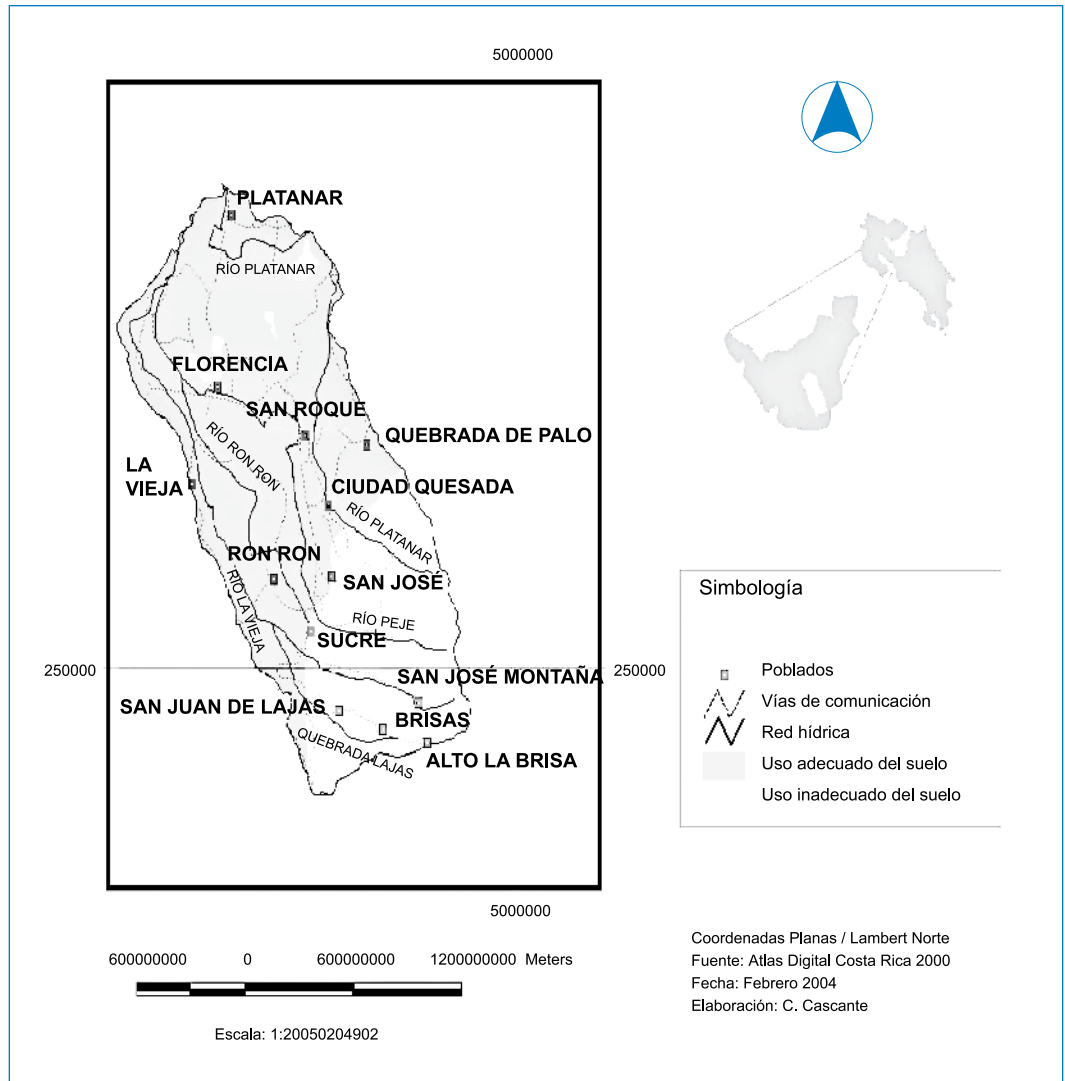 5000000
PLATANAR
RÍO PLATANAR
FLORENCIA
SAN ROQUE
QUEBRADA DE PALO
RÍO RON RON
LA
VIEJA
CIUDAD QUESADA
RÍO PLATANAR
RON RON
SAN JOSÉ
RÍO LA VIEJA
RÍO PEJE
SUCRE
250000
250000
SAN JOSÉ MONTAÑA
SAN JUAN DE LAJAS
BRISAS
QUEBRADA LAJAS
ALTO LA BRISA
5000000
Simbología
Poblados
Vías de comunicación
Red hídrica
Uso adecuado del suelo
Uso inadecuado del suelo
600000000 0 600000000 1200000000 Meters
Escala: 1:20050204902
Coordenadas Planas / Lambert Norte
Fuente: Atlas Digital Costa Rica 2000
Fecha: Febrero 2004
Elaboración: C. Cascante